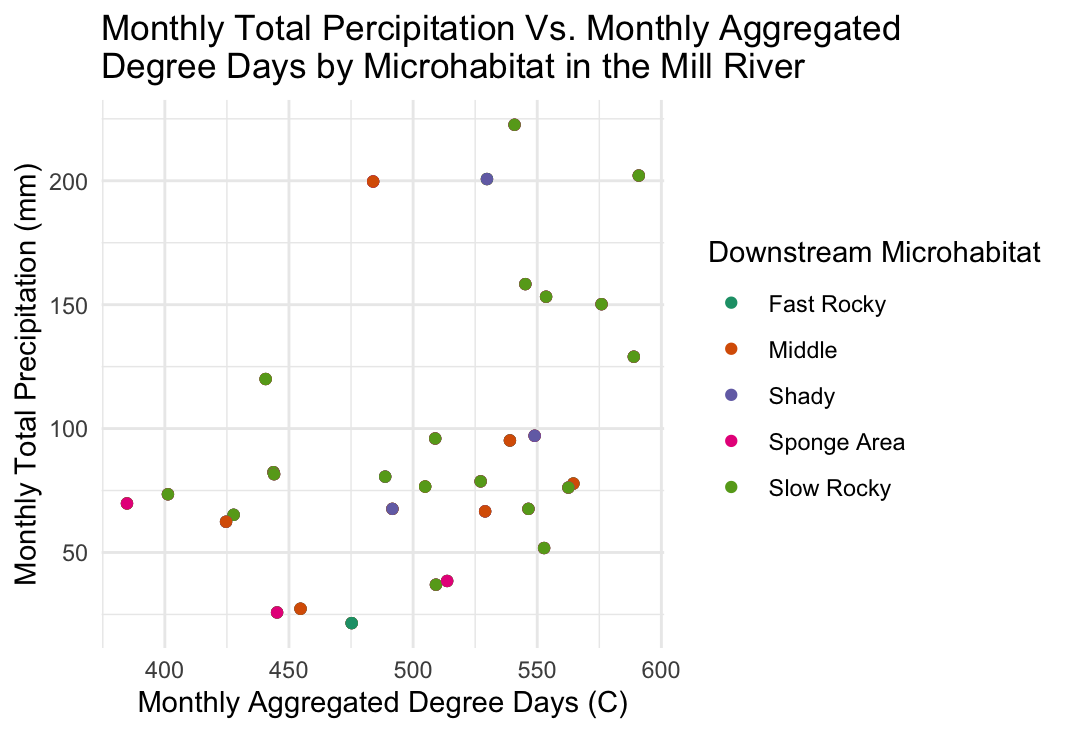 Monthly Total Percipitation Vs. Monthly Aggregated
Degree Days by Microhabitat in the Mill River
Monthly Total Precipitation (mm)
200
150
100
50
400
450
500
550
600
Monthly Aggregated Degree Days (C)
Downstream Microhabitat
Fast Rocky
Middle
Shady
Sponge Area
Slow Rocky